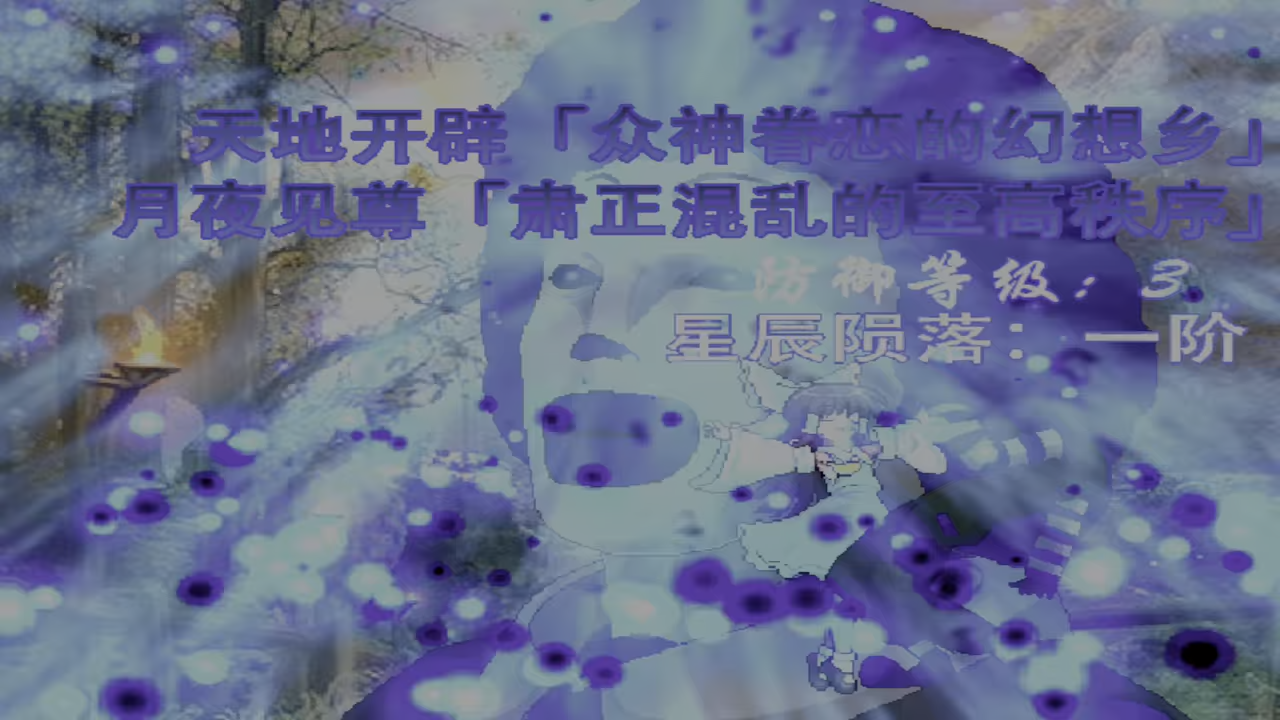 天地开辟「众神眷恋的幻想乡」
月夜见尊「肃正混乱的至高秩序」
防御等级：3
星辰陨落：一阶